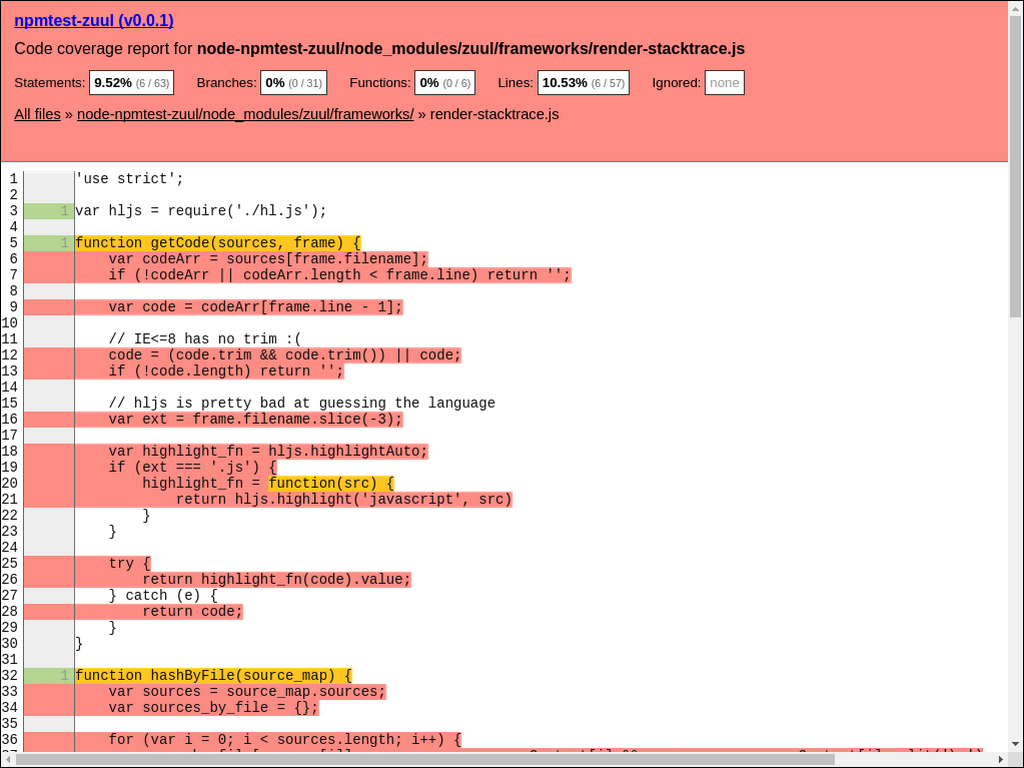 npmtest-zuul (v0.0.1)
Code coverage report for node-npmtest-zuul/node_modules/zuul/frameworks/render-stacktrace.js
Statements: 9.52% (6 / 63) Branches: 0% (0 / 31) Functions: 0% (0 / 6) Lines: 10.53% (6 / 57) Ignored: none
All files » node-npmtest-zuul/node_modules/zuul/frameworks/ » render-stacktrace.js
1 'use strict';
2
3 1 var hljs = require('./hl.js');
4
5 1 function getCode(sources, frame) {
6 var codeArr = sources[frame.filename];
7 if (!codeArr || codeArr.length < frame.line) return '';
8
9 var code = codeArr[frame.line - 1];
10
11 // IE<=8 has no trim :(
12 code = (code.trim && code.trim()) || code;
13 if (!code.length) return '';
14
15 // hljs is pretty bad at guessing the language
16 var ext = frame.filename.slice(-3);
17
18 var highlight_fn = hljs.highlightAuto;
19 if (ext === '.js') {
20 highlight_fn = function(src) {
21 return hljs.highlight('javascript', src)
22 }
23 }
24
25 try {
26 return highlight_fn(code).value;
27 } catch (e) {
28 return code;
29 }
30 }
31
32 1 function hashByFile(source_map) {
33 var sources = source_map.sources;
34 var sources_by_file = {};
35
36 for (var i = 0; i < sources.length; i++) {